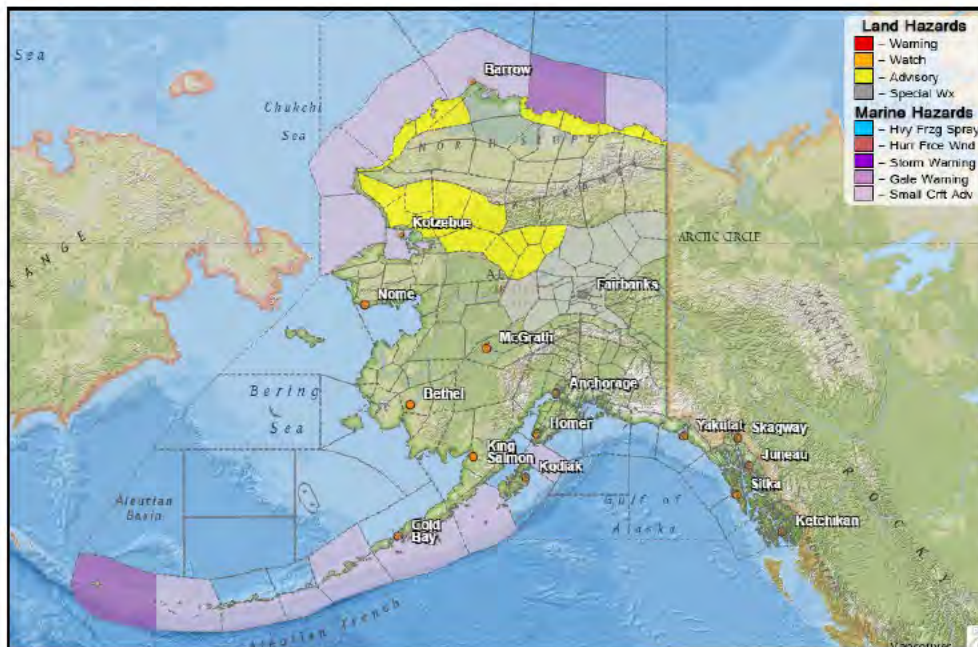 Land Hazards
– Warning
– Watch
– Advisory
– Special Wx
Marine Hazards
– Hvy Frzg Spray
– Hurr Frce Wnd
– Storm Warning
– Gale Warning
– Small Crft Adv
Sea
Barrow
Chukchi
Sea
NORTH SLOPE
Kotzebue
ARCTIC CIRCLE
Fairbanks
Nome
McGrath
Bering
Sea
Bethel
Anchorage
Homer
Yakutat
Skagway
King
Salmon
Juneau
Kodiak
Sitka
Aleutian
Basin
Gulf of
Alaska
Cold
Bay
Ketchikan
Aleutian Trench
Vancouver